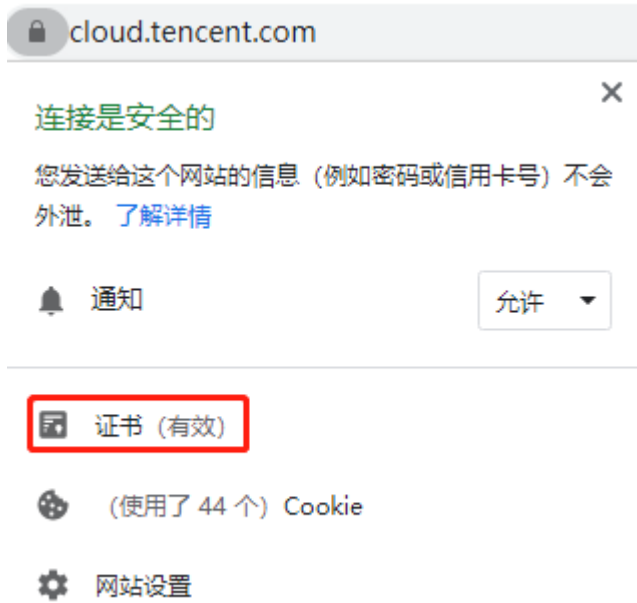 cloud.tencent.com
连接是安全的
您发送给这个网站的信息（例如密码或信用卡号）不会
外泄。 了解详情
通知
允许
证书（有效）
（使用了 44 个）Cookie
网站设置